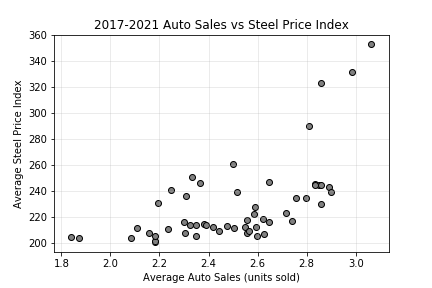 2017-2021 Auto Sales vs Steel Price Index
Average Steel Price Index
360
340
320
300
280
260
240
220
200
1.8 2.0 2.2 2.4 2.6 2.8 3.0
Average Auto Sales (units sold)